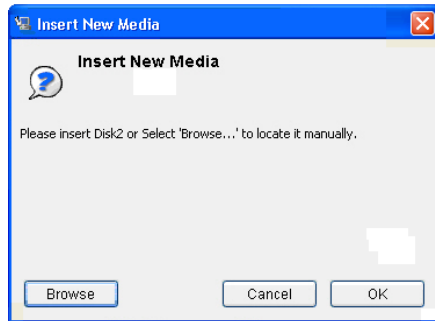 Insert New Media
Insert New Media
Please insert Disk2 or Select 'Browse...' to locate it manually.
Browse Cancel OK